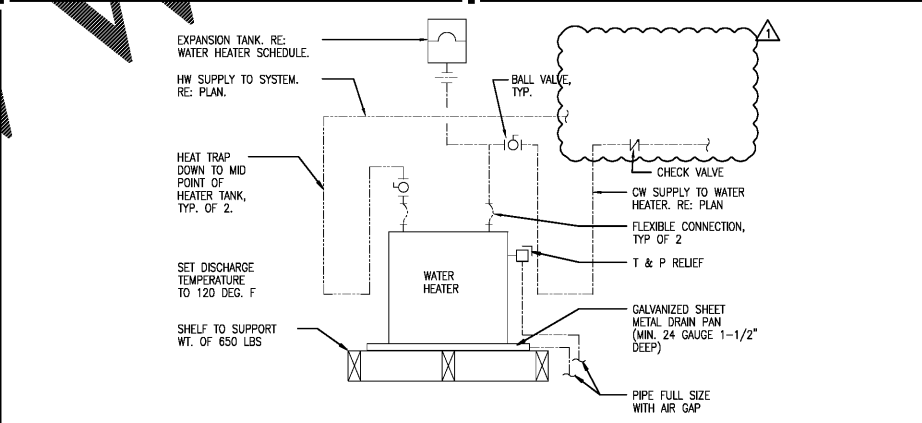 EXPANSION TANK. RE:
WATER HEATER SCHEDULE.
HW SUPPLY TO SYSTEM.
RE: PLAN.
BALL VALVE,
TYP.
1
HEAT TRAP
DOWN TO MID
POINT OF
HEATER TANK,
TYP. OF 2.
CHECK VALVE
CW SUPPLY TO WATER
HEATER. RE: PLAN
FLEXIBLE CONNECTION,
TYP OF 2
T & P RELIEF
SET DISCHARGE
TEMPERATURE
TO 120 DEG. F
WATER
HEATER
SHELF TO SUPPORT
WT. OF 650 LBS
GALVANIZED SHEET
METAL DRAIN PAN
(MIN. 24 GAUGE 1-1/2"
DEEP)
PIPE FULL SIZE
WITH AIR GAP